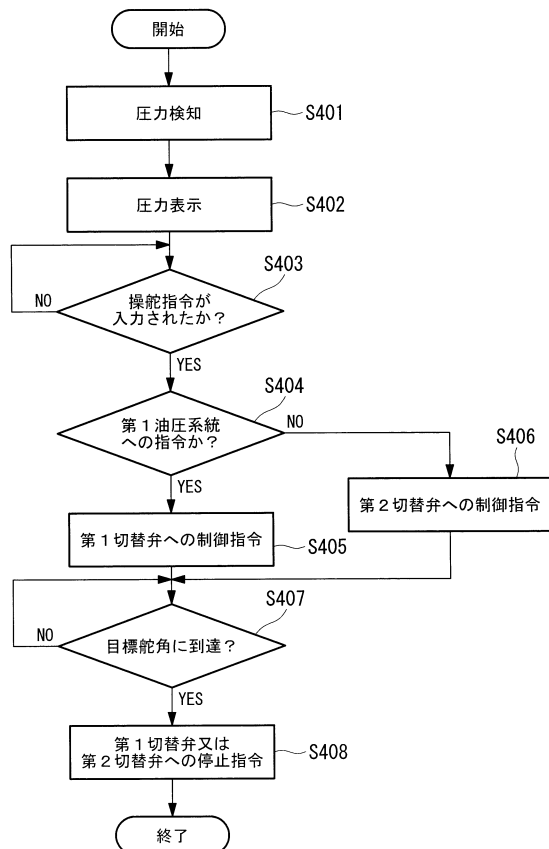 開始
圧力検知
S401
圧力表示
S402
S403
操舵指令が
入力されたか？
NO
YES
S404
第１油圧系統
への指令か？
NO
YES
S406
第２切替弁への制御指令
第１切替弁への制御指令
S405
S407
目標舵角に到達？
NO
YES
第１切替弁又は
第２切替弁への停止指令
S408
終了